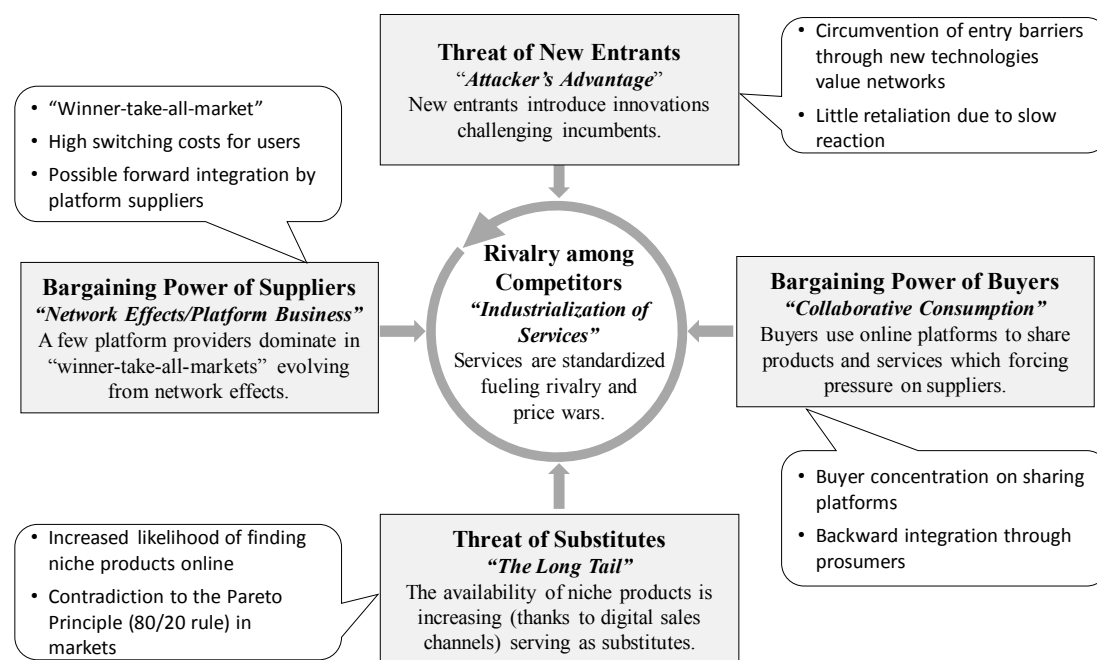 Threat of New Entrants
“Attacker’s Advantage”
New entrants introduce innovations
challenging incumbents.
• Circumvention of entry barriers
through new technologies
value networks
• Little retaliation due to slow
reaction
• “Winner-take-all-market”
• High switching costs for users
• Possible forward integration by
platform suppliers
Bargaining Power of Suppliers
“Network Effects/Platform Business”
A few platform providers dominate in
“winner-take-all-markets” evolving
from network effects.
Rivalry among
Competitors
“Industrialization of
Services”
Services are standardized
fueling rivalry and
price wars.
Bargaining Power of Buyers
“Collaborative Consumption”
Buyers use online platforms to share
products and services which forcing
pressure on suppliers.
• Buyer concentration on sharing
platforms
• Backward integration through
prosumers
• Increased likelihood of finding
niche products online
• Contradiction to the Pareto
Principle (80/20 rule) in
markets
Threat of Substitutes
“The Long Tail”
The availability of niche products is
increasing (thanks to digital sales
channels) serving as substitutes.